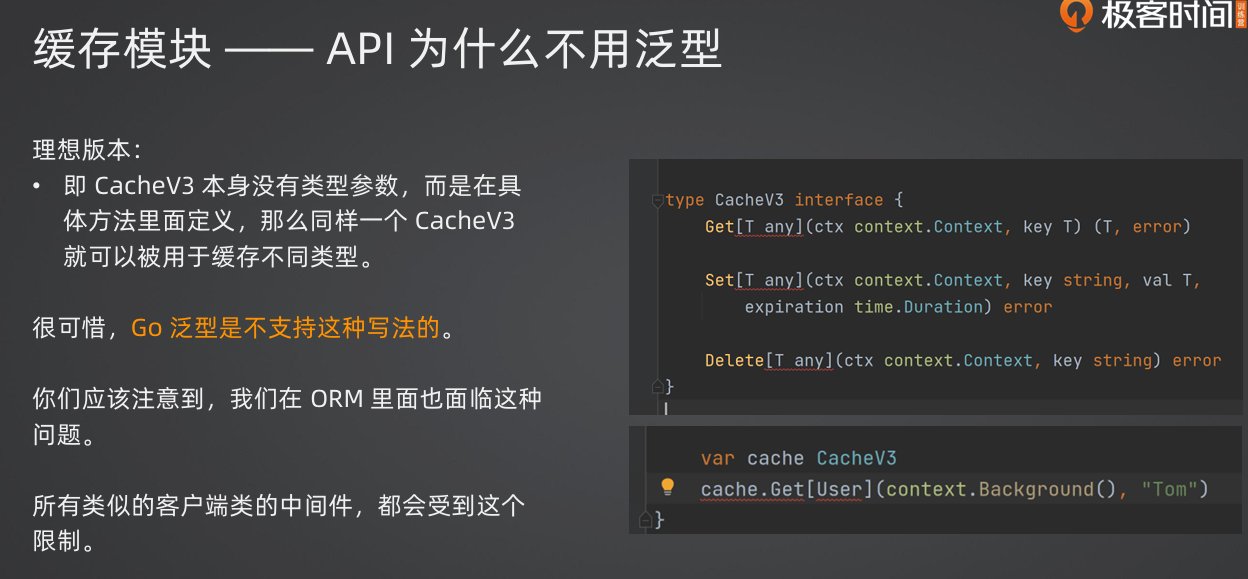 极客时间 训练营
缓存模块 —— API 为什么不用泛型
理想版本：
• 即 CacheV3 本身没有类型参数，而是在具
体方法里面定义，那么同样一个 CacheV3
就可以被用于缓存不同类型。
很可惜，Go 泛型是不支持这种写法的。
你们应该注意到，我们在 ORM 里面也面临这种
问题。
所有类似的客户端类的中间件，都会受到这个
限制。
type CacheV3 interface {
Get[T any](ctx context.Context, key T) (T, error)
Set[T any](ctx context.Context, key string, val T,
expiration time.Duration) error
Delete[T any](ctx context.Context, key string) error
}
var cache CacheV3
cache.Get[User](context.Background(), "Tom")
}